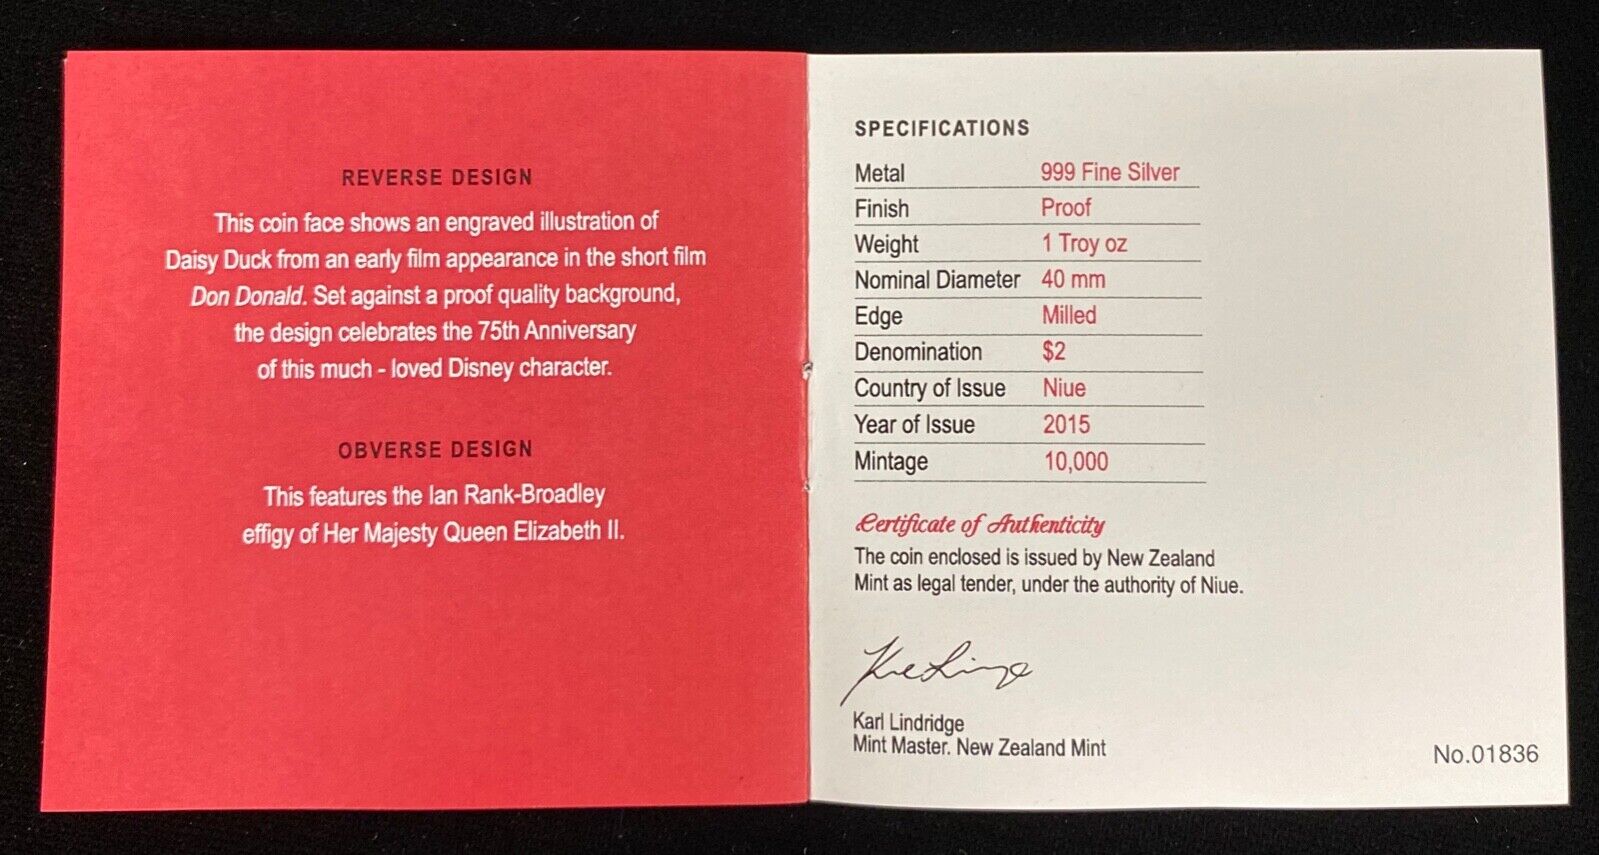 REVERSE DESIGN
This coin face shows an engraved illustration of
Daisy Duck from an early film appearance in the short film
Don Donald. Set against a proof quality background,
the design celebrates the 75th Anniversary
of this much - loved Disney character.
OBVERSE DESIGN
This features the Ian Rank-Broadley
effigy of Her Majesty Queen Elizabeth II.
SPECIFICATIONS
Metal 999 Fine Silver
Finish Proof
Weight 1 Troy oz
Nominal Diameter 40 mm
Edge Milled
Denomination $2
Country of Issue Niue
Year of Issue 2015
Mintage 10,000
Certificate of Authenticity
The coin enclosed is issued by New Zealand
Mint as legal tender, under the authority of Niue.
Karl Lindridge
Mint Master. New Zealand Mint
No.01836